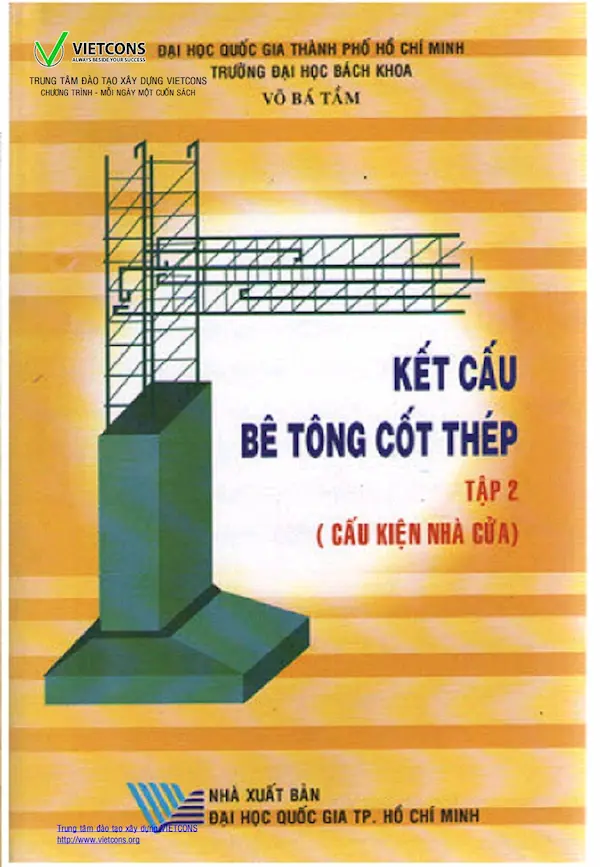 VIETCONS
ALWAYS BESIDE YOUR SUCCESS
TRUNG TÂM ĐÀO TẠO XÂY DỰNG VIETCONS
CHƯƠNG TRÌNH - MỖI NGÀY MỘT CUỐN SÁCH
ĐẠI HỌC QUỐC GIA THÀNH PHỐ HỒ CHÍ MINH
TRƯỜNG ĐẠI HỌC BÁCH KHOA
VÕ BÁ TẦM
KẾT CẤU
BÊ TÔNG CỐT THÉP
TẬP 2
( CẤU KIỆN NHÀ CỬA)
NHÀ XUẤT BẢN
ĐẠI HỌC QUỐC GIA TP. HỒ CHÍ MINH
Trung tâm đào tạo xây dựng VIETCONS
http://www.vietcons.org